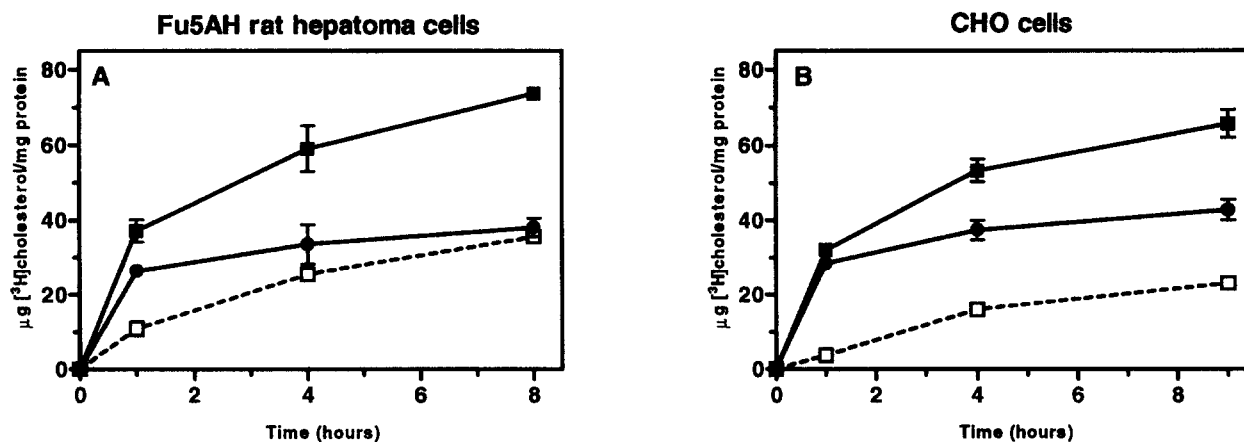 Fu5AH rat hepatoma cells
A
µg [³H]cholesterol/mg protein
80
60
40
20
0
0
2
4
6
8
Time (hours)
CHO cells
B
µg [³H]cholesterol/mg protein
80
60
40
20
0
0
2
4
6
8
Time (hours)